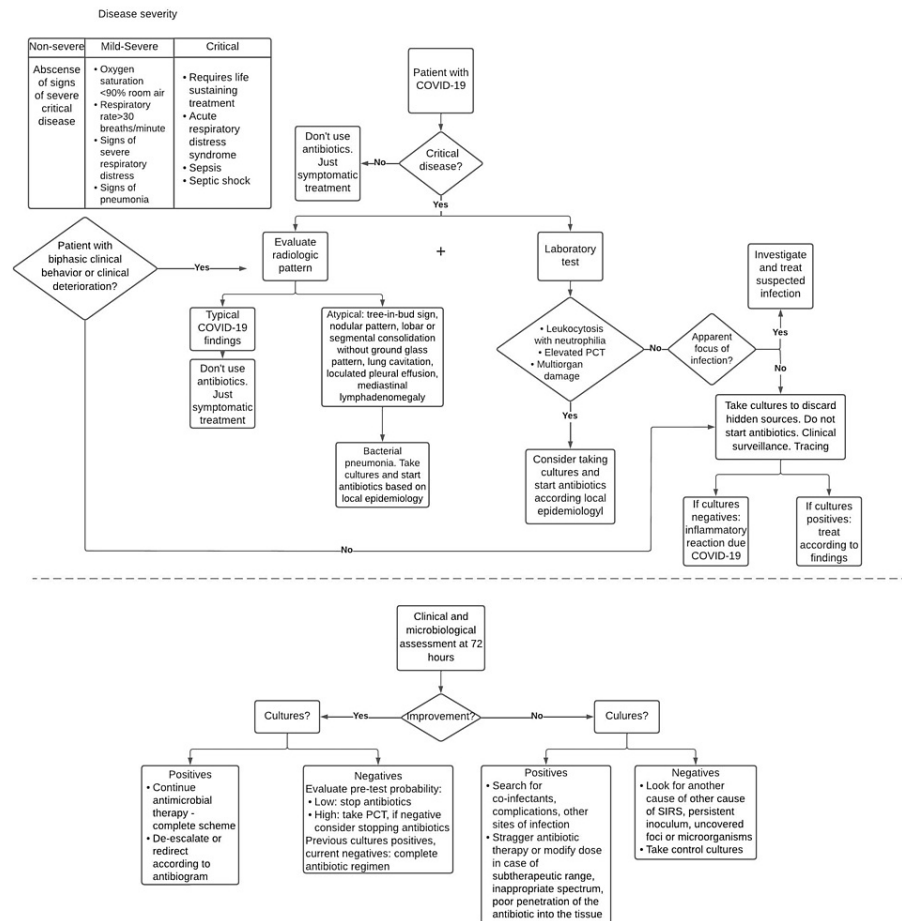 Disease severity
Non-severe
Mild-Severe
Critical
Abscense
of signs
of severe
critical
disease
• Oxygen
saturation
<90% room air
• Respiratory
rate>30
breaths/minute
• Signs of
severe
respiratory
distress
• Signs of
pneumonia
• Requires life
sustaining
treatment
• Acute
respiratory
distress
syndrome
• Sepsis
• Septic shock
Patient with
COVID-19
Critical
disease?
No
Don't use
antibiotics.
Just
symptomatic
treatment
Yes
Patient with
biphasic clinical
behavior or clinical
deterioration?
Yes
Evaluate
radiologic
pattern
+
Laboratory
test
Typical
COVID-19
findings
Don't use
antibiotics.
Just
symptomatic
treatment
Atypical: tree-in-bud sign,
nodular pattern, lobar or
segmental consolidation
without ground glass
pattern, lung cavitation,
loculated pleural effusion,
mediastinal
lymphadenomegaly
Bacterial
pneumonia. Take
cultures and start
antibiotics based on
local epidemiology
• Leukocytosis
with neutrophilia
• Elevated PCT
• Multiorgan
damage
No
Yes
Consider taking
cultures and
start antibiotics
according local
epidemiologyl
Apparent
focus of
infection?
Yes
Investigate
and treat
suspected
infection
No
Take cultures to discard
hidden sources. Do not
start antibiotics. Clinical
surveillance. Tracing
If cultures
negatives:
inflammatory
reaction due
COVID-19
If cultures
positives:
treat
according to
findings
No
Clinical and
microbiological
assessment at 72
hours
Improvement?
Yes
No
Cultures?
Culures?
Positives
• Continue
antimicrobial
therapy -
complete scheme
• De-escalate or
redirect
according to
antibiogram
Negatives
Evaluate pre-test probability:
• Low: stop antibiotics
• High: take PCT, if negative
consider stopping antibiotics
Previous cultures positives,
current negatives: complete
antibiotic regimen
Positives
• Search for
co-infectants,
complications, other
sites of infection
• Stragger antibiotic
therapy or modify dose
in case of
subtherapeutic range,
inappropriate spectrum,
poor penetration of the
antibiotic into the tissue
Negatives
• Look for another
cause of other cause
of SIRS, persistent
inoculum, uncovered
foci or microorganisms
• Take control cultures